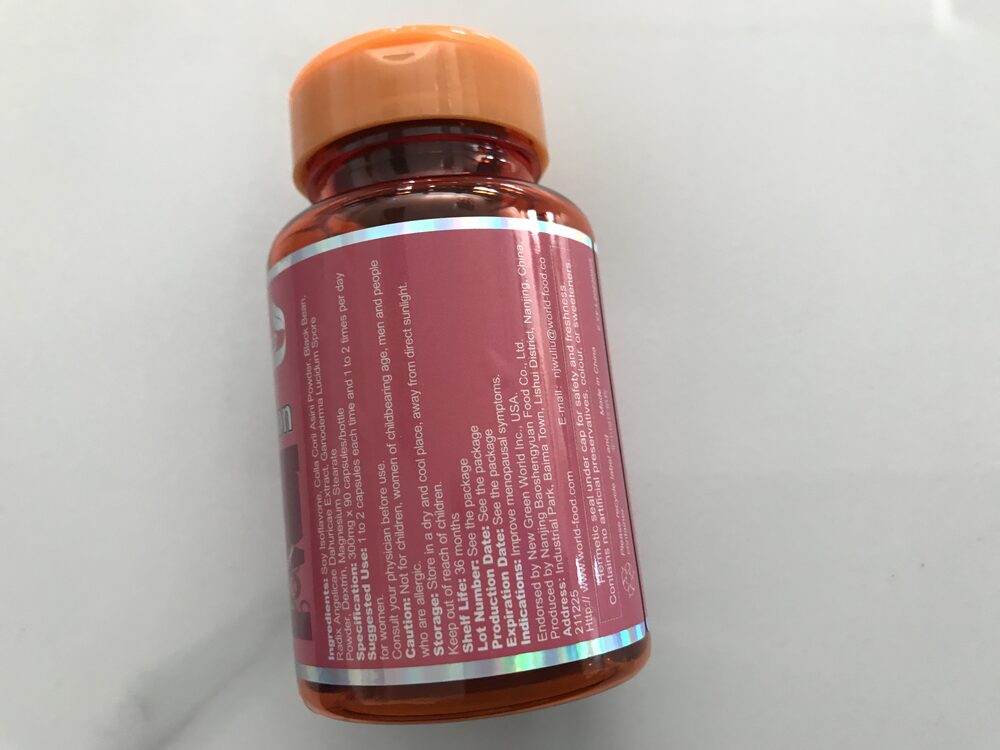 Ingredients: Soy Isoflavone, Colla Corii Asini Powder, Black Bean,
Radix Angelicae Dahuricae Extract, Ganoderma Lucidum Spore
Powder, Dextrin, Magnesium Stearate
Specification: 300mg x 90 capsules/bottle
Suggested Use: 1 to 2 capsules each time and 1 to 2 times per day
for women.
Consult your physician before use.
Caution: Not for children, women of childbearing age, men and people
who are allergic.
Storage: Store in a dry and cool place, away from direct sunlight.
Keep out of reach of children.
Shelf Life: 36 months
Lot Number: See the package
Production Date: See the package
Expiration Date: See the package
Indications: Improve menopausal symptoms.
Endorsed by New Green World Inc., USA.
Produced by Nanjing Baoshengyuan Food Co., Ltd.
Address: Industrial Park, Baima Town, Lishui District, Nanjing, China,
211225
Http://www.world-food.com E-mail: njwuliu@world-food.co
Hermetic seal under cap for safety and freshness.
Contains no artificial preservatives, colour, or sweeteners.
Please recycle label and
Made in China